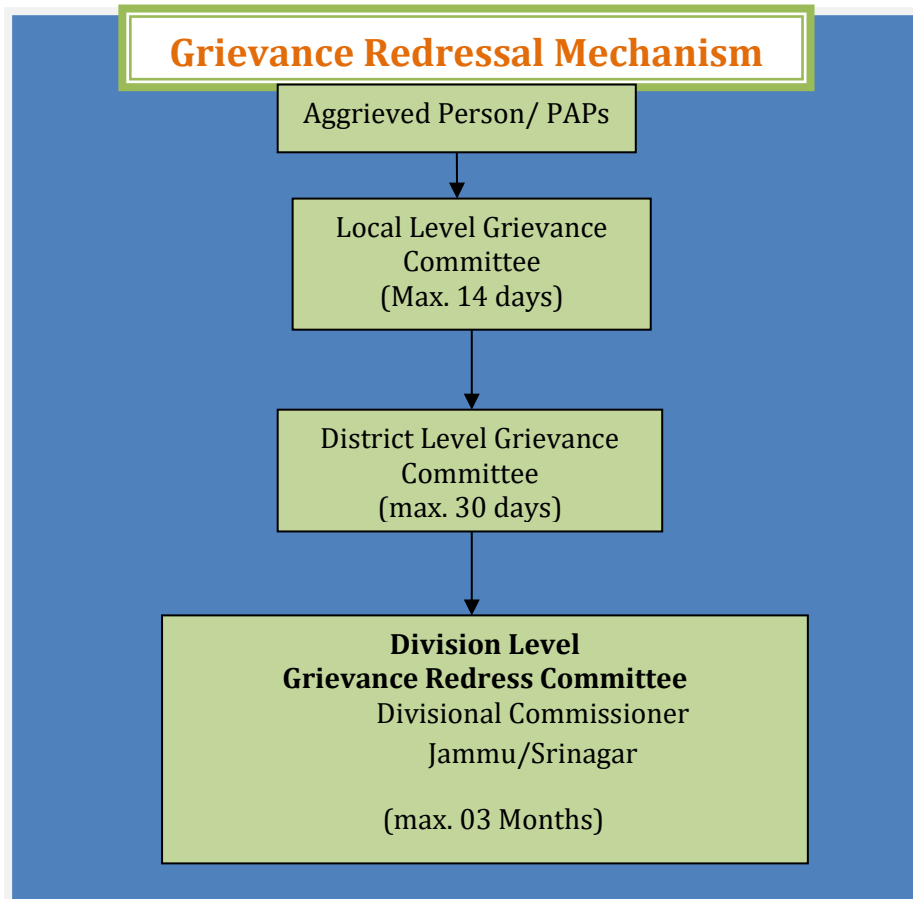 Grievance Redressal Mechanism
Aggrieved Person/ PAPs
Local Level Grievance
Committee
(Max. 14 days)
District Level Grievance
Committee
(max. 30 days)
Division Level
Grievance Redress Committee
Divisional Commissioner
Jammu/Srinagar
(max. 03 Months)